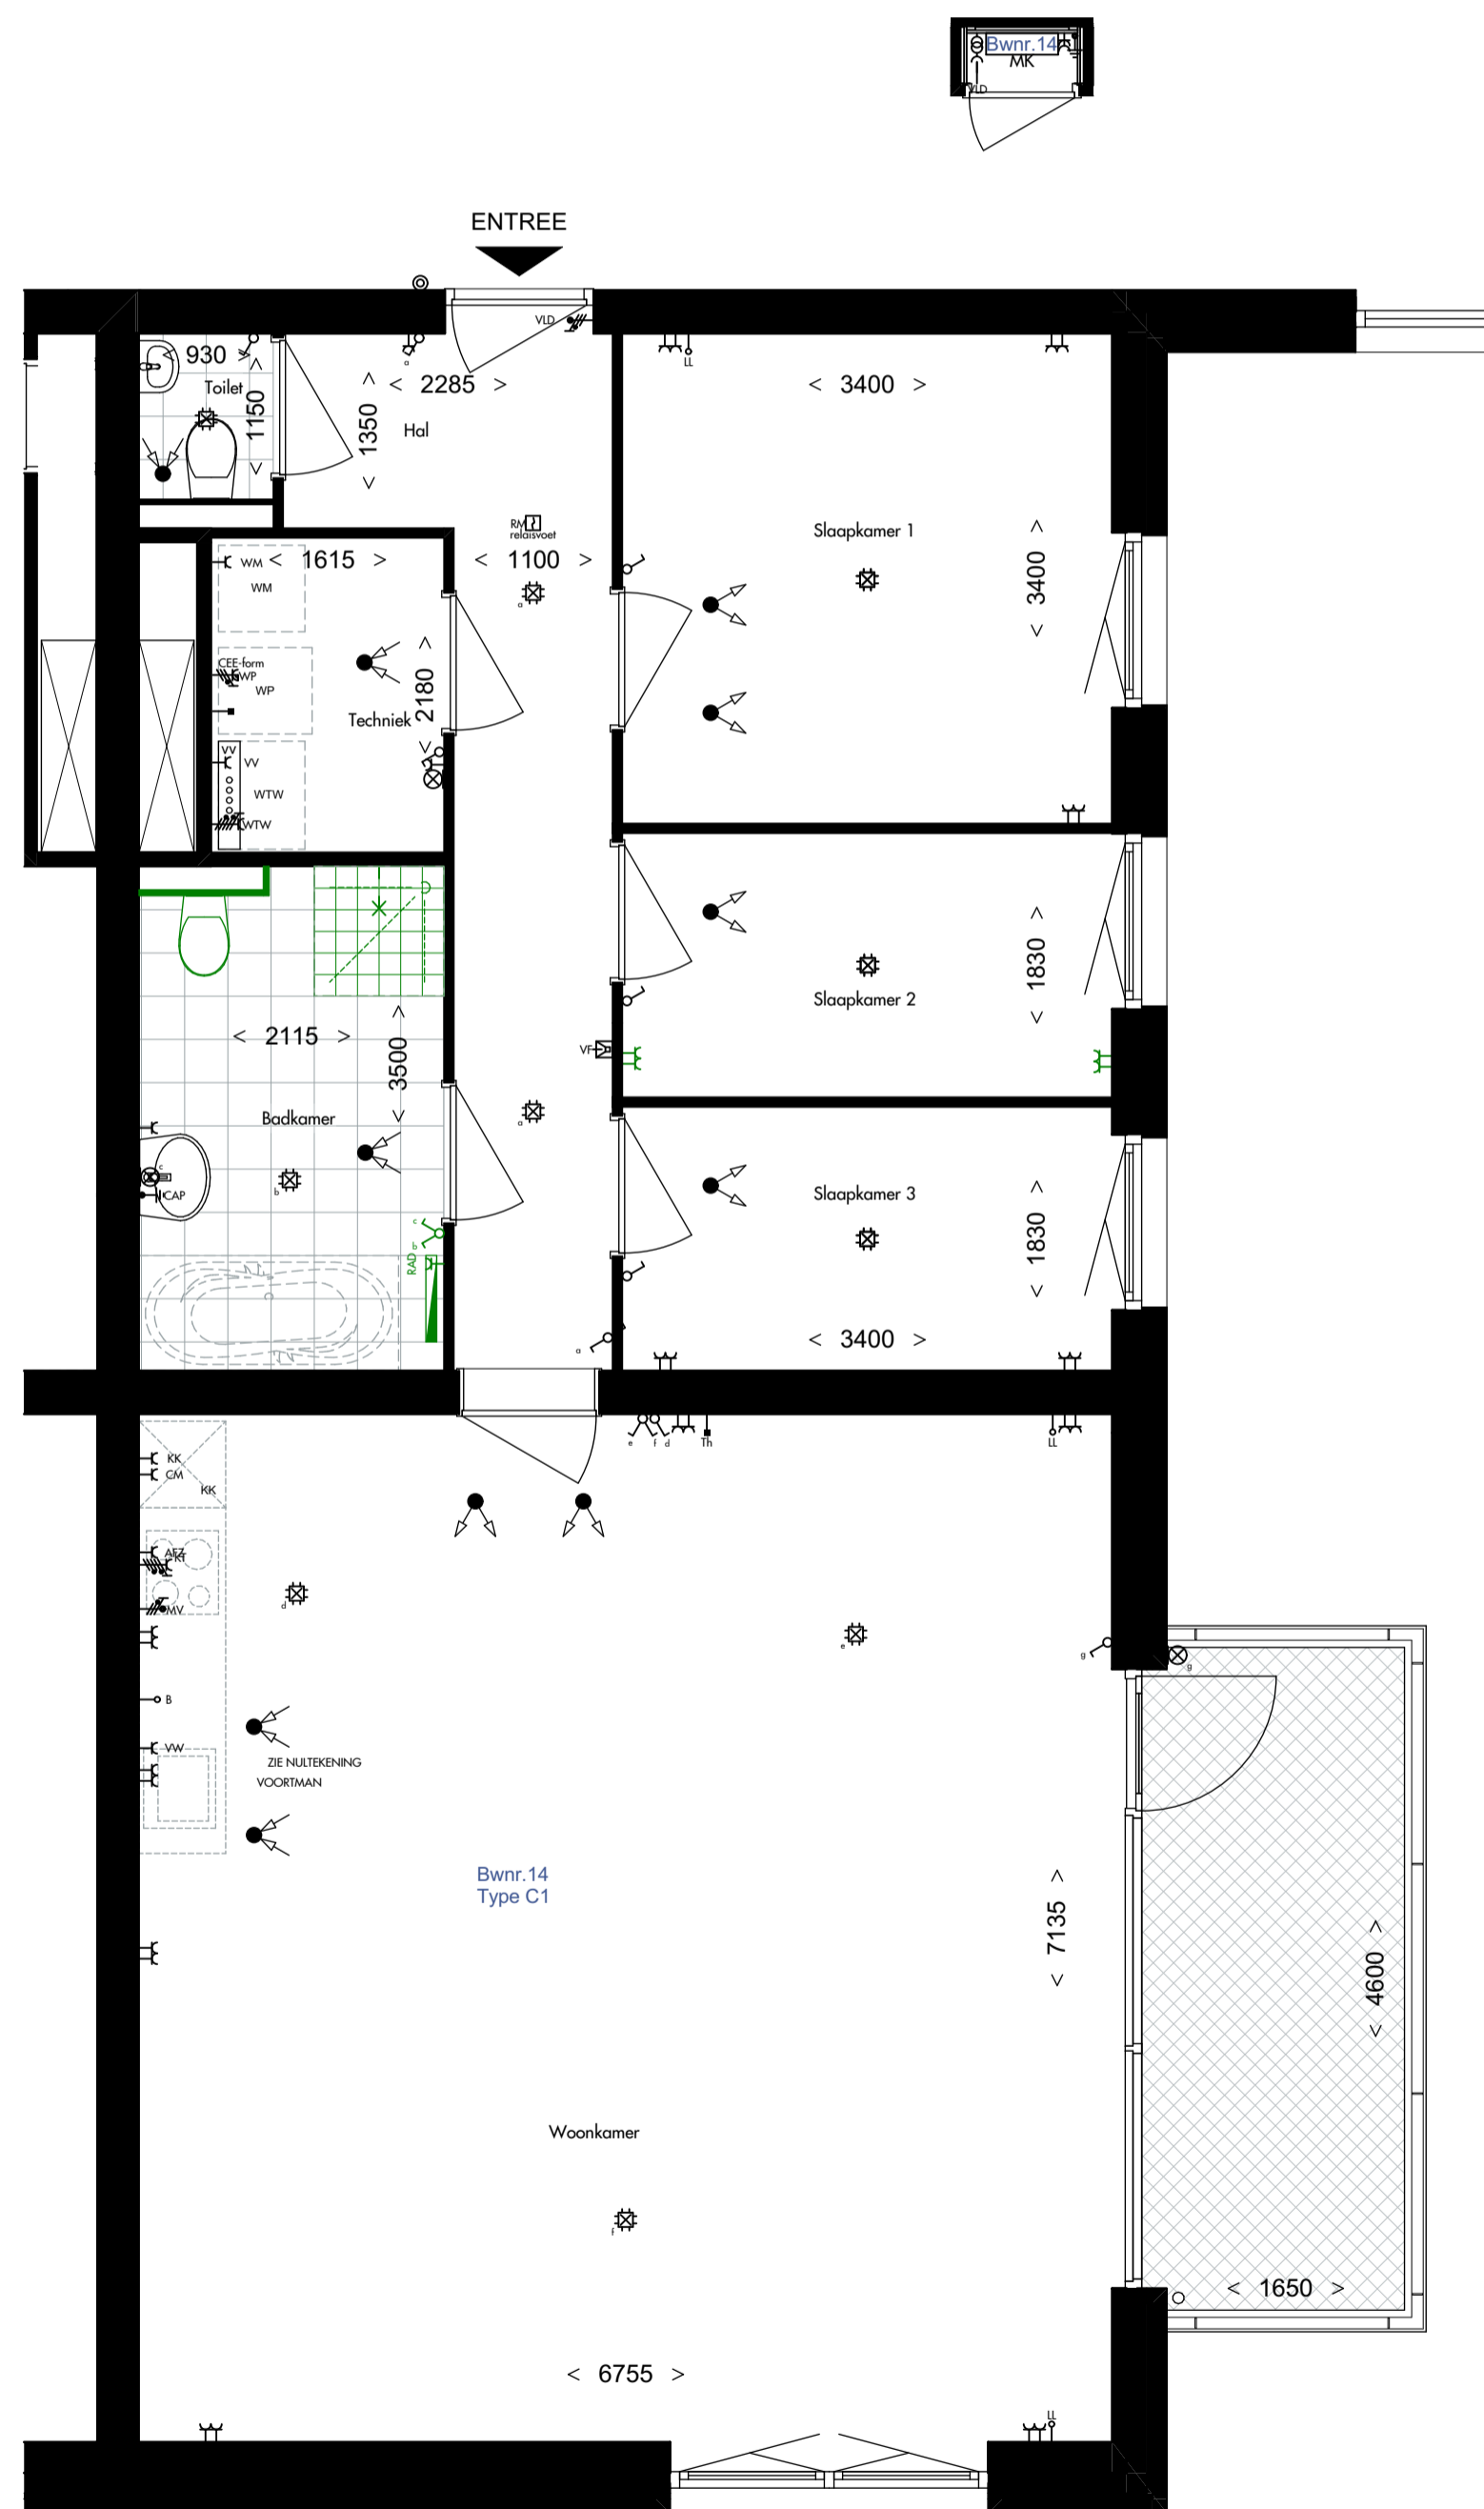 Bwnr.14
MK
VLD
ENTREE
VLD
< 930 >
Toilet
< 1150 >
< 1350 >
< 2285 >
Hal
a
LL
< 3400 >
Slaapkamer 1
< 3400 >
RM
relaisvoet
< 1615 >
< 1100 >
WM
WM
a
CEE-form
WP
WP
Techniek
< 2180 >
VV
VV
WTW
WTW
Slaapkamer 2
< 1830 >
< 2115 >
< 3500 >
VF
Badkamer
a
c
CAP
b
c
b
RAD
Slaapkamer 3
< 1830 >
< 3400 >
a
e
f
d
Th
LL
KK
CM
KK
AFZ
KT
MV
d
e
g
g
B
VW
ZIE NULTEKENING
VOORTMAN
Bwnr.14
Type C1
< 7135 >
< 4600 >
Woonkamer
f
< 1650 >
< 6755 >
LL